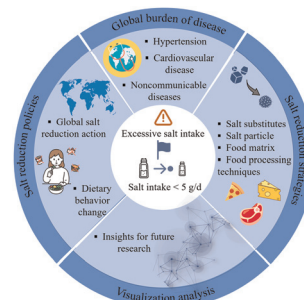 Global burden of disease
Hypertension
Cardiovascular
disease
Noncommunicable
diseases
Salt reduction policies
Global salt
reduction action
Dietary
behavior
change
Excessive salt intake
Salt intake < 5 g/d
Salt reduction strategies
Salt substitutes
Salt particle
Food matrix
Food processing
techniques
Insights for future
research
Visualization analysis